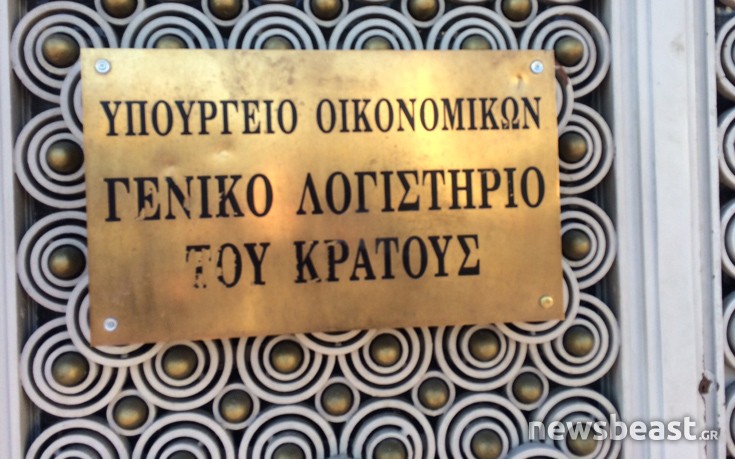 ΥΠΟΥΡΓΕΙΟ ΟΙΚΟΝΟΜΙΚΩΝ
ΓΕΝΙΚΟ ΛΟΓΙΣΤΗΡΙΟ
ΤΟΥ ΚΡΑΤΟΥΣ
newsbeast.GR